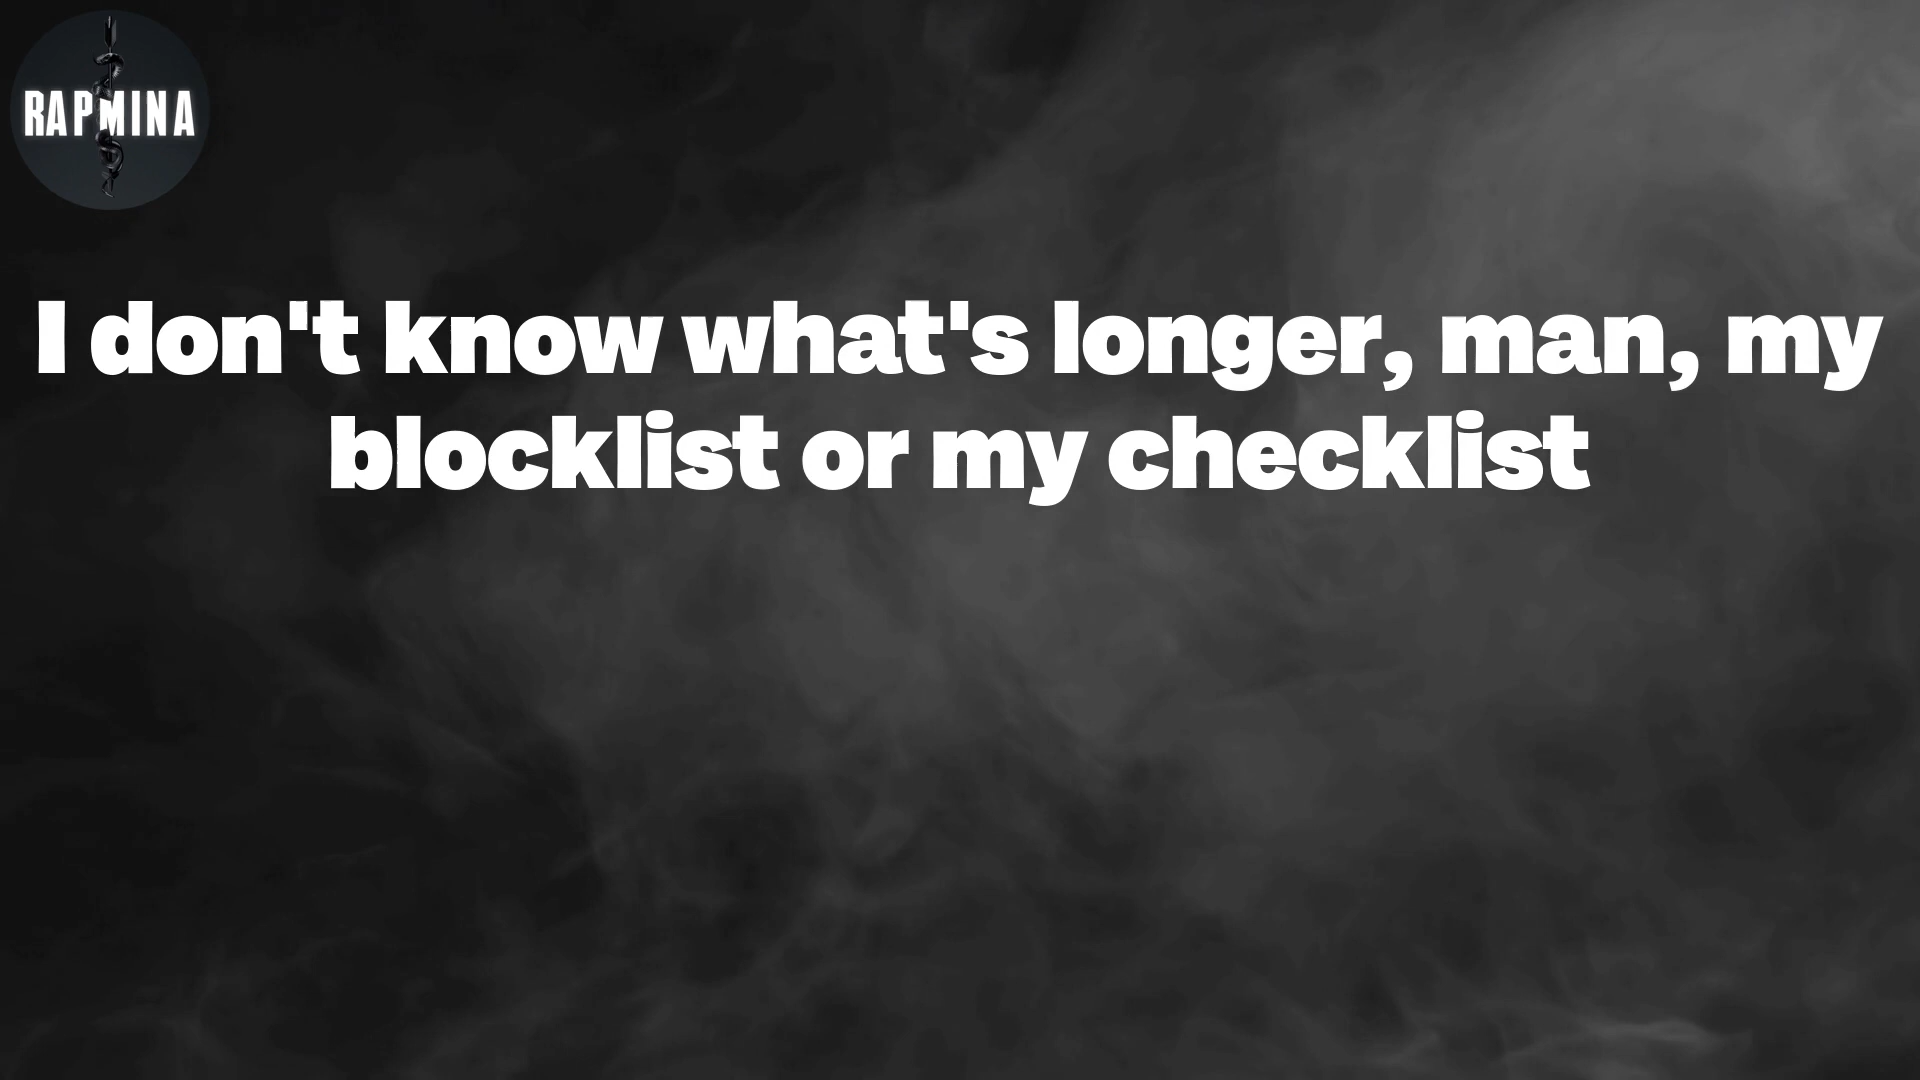 RAPMINA
I don't know what's longer, man, my
blocklist or my checklist